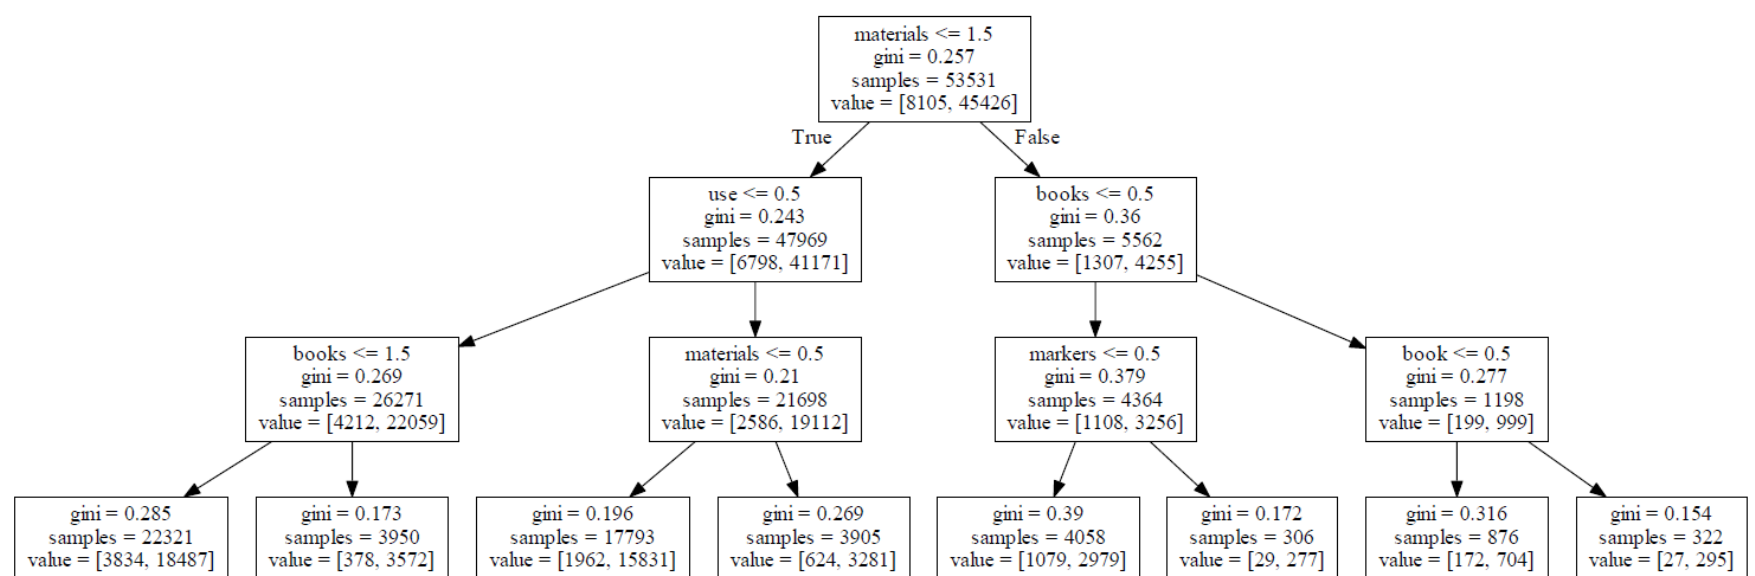 materials <= 1.5
gini = 0.257
samples = 53531
value = [8105, 45426]
True
False
use <= 0.5
gini = 0.243
samples = 47969
value = [6798, 41171]
books <= 0.5
gini = 0.36
samples = 5562
value = [1307, 4255]
books <= 1.5
gini = 0.269
samples = 26271
value = [4212, 22059]
materials <= 0.5
gini = 0.21
samples = 21698
value = [2586, 19112]
markers <= 0.5
gini = 0.379
samples = 4364
value = [1108, 3256]
book <= 0.5
gini = 0.277
samples = 1198
value = [199, 999]
gini = 0.285
samples = 22321
value = [3834, 18487]
gini = 0.173
samples = 3950
value = [378, 3572]
gini = 0.196
samples = 17793
value = [1962, 15831]
gini = 0.269
samples = 3905
value = [624, 3281]
gini = 0.39
samples = 4058
value = [1079, 2979]
gini = 0.172
samples = 306
value = [29, 277]
gini = 0.316
samples = 876
value = [172, 704]
gini = 0.154
samples = 322
value = [27, 295]